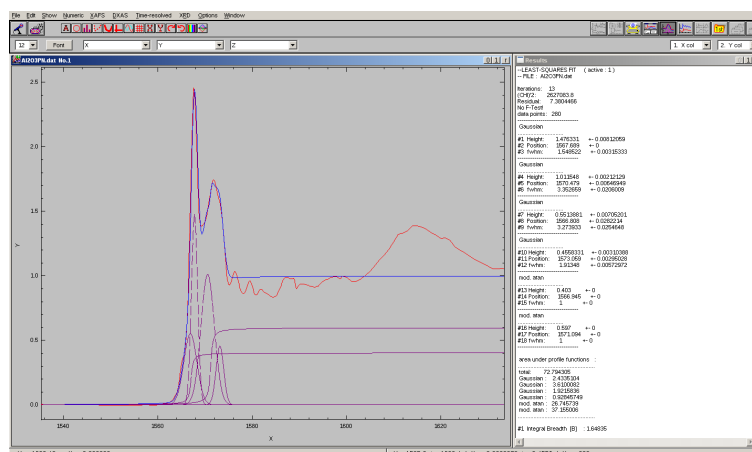 File Edit Show Numeric XAFS DXAS Time-resolved XRD Options Window
12 Font X Y Z 1. X col 2. Y col
Al2O3PN.dat No.1
Results
2.5
2.0
1.5
1.0
0.5
0.0
Y
1540 1560 1580 1600 1620
X
--LEAST-SQUARES FIT ( active : 1 )
-- FILE : Al2O3PN.dat
Iterations: 13
(CHI)^2: 2627083.8
Residual: 7.3804466
No F-Test!
data points: 280
Gaussian
#1 Height: 1.476331 +- 0.00812059
#2 Position: 1567.689 +- 0
#3 fwhm: 1.548522 +- 0.00315333
Gaussian
#4 Height: 1.011548 +- 0.00212129
#5 Position: 1570.479 +- 0.00646949
#6 fwhm: 3.352659 +- 0.0206009
Gaussian
#7 Height: 0.5513881 +- 0.00705201
#8 Position: 1566.808 +- 0.0282214
#9 fwhm: 3.273933 +- 0.0254648
Gaussian
#10 Height: 0.4558331 +- 0.00310388
#11 Position: 1573.059 +- 0.00295028
#12 fwhm: 1.91348 +- 0.00572972
mod. atan
#13 Height: 0.403 +- 0
#14 Position: 1566.945 +- 0
#15 fwhm: 1 +- 0
mod. atan
#16 Height: 0.597 +- 0
#17 Position: 1571.094 +- 0
#18 fwhm: 1 +- 0
area under profile functions :
total: 72.794305
Gaussian : 2.4335104
Gaussian : 3.6100082
Gaussian : 1.9215836
Gaussian : 0.92845749
mod. atan : 26.745739
mod. atan : 37.155006
#1 Integral Breadth [B] : 1.64835